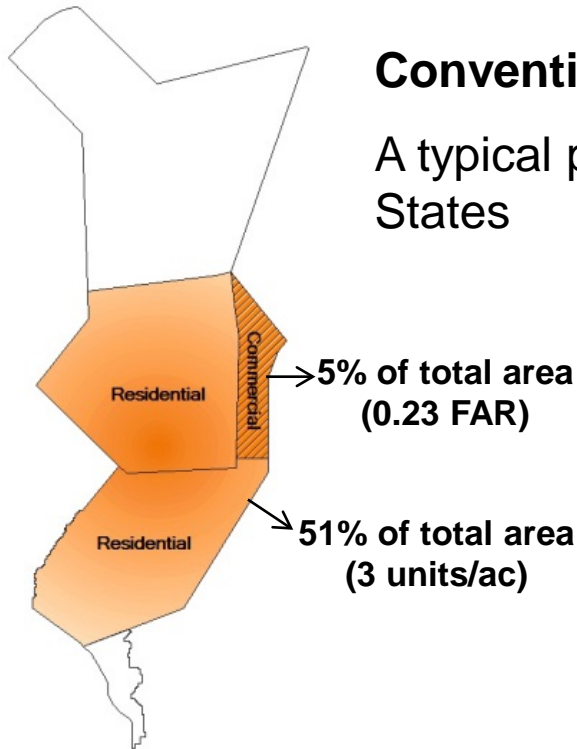 Conventi
A typical p
States
Commercial
Residential
5% of total area
(0.23 FAR)
Residential
51% of total area
(3 units/ac)